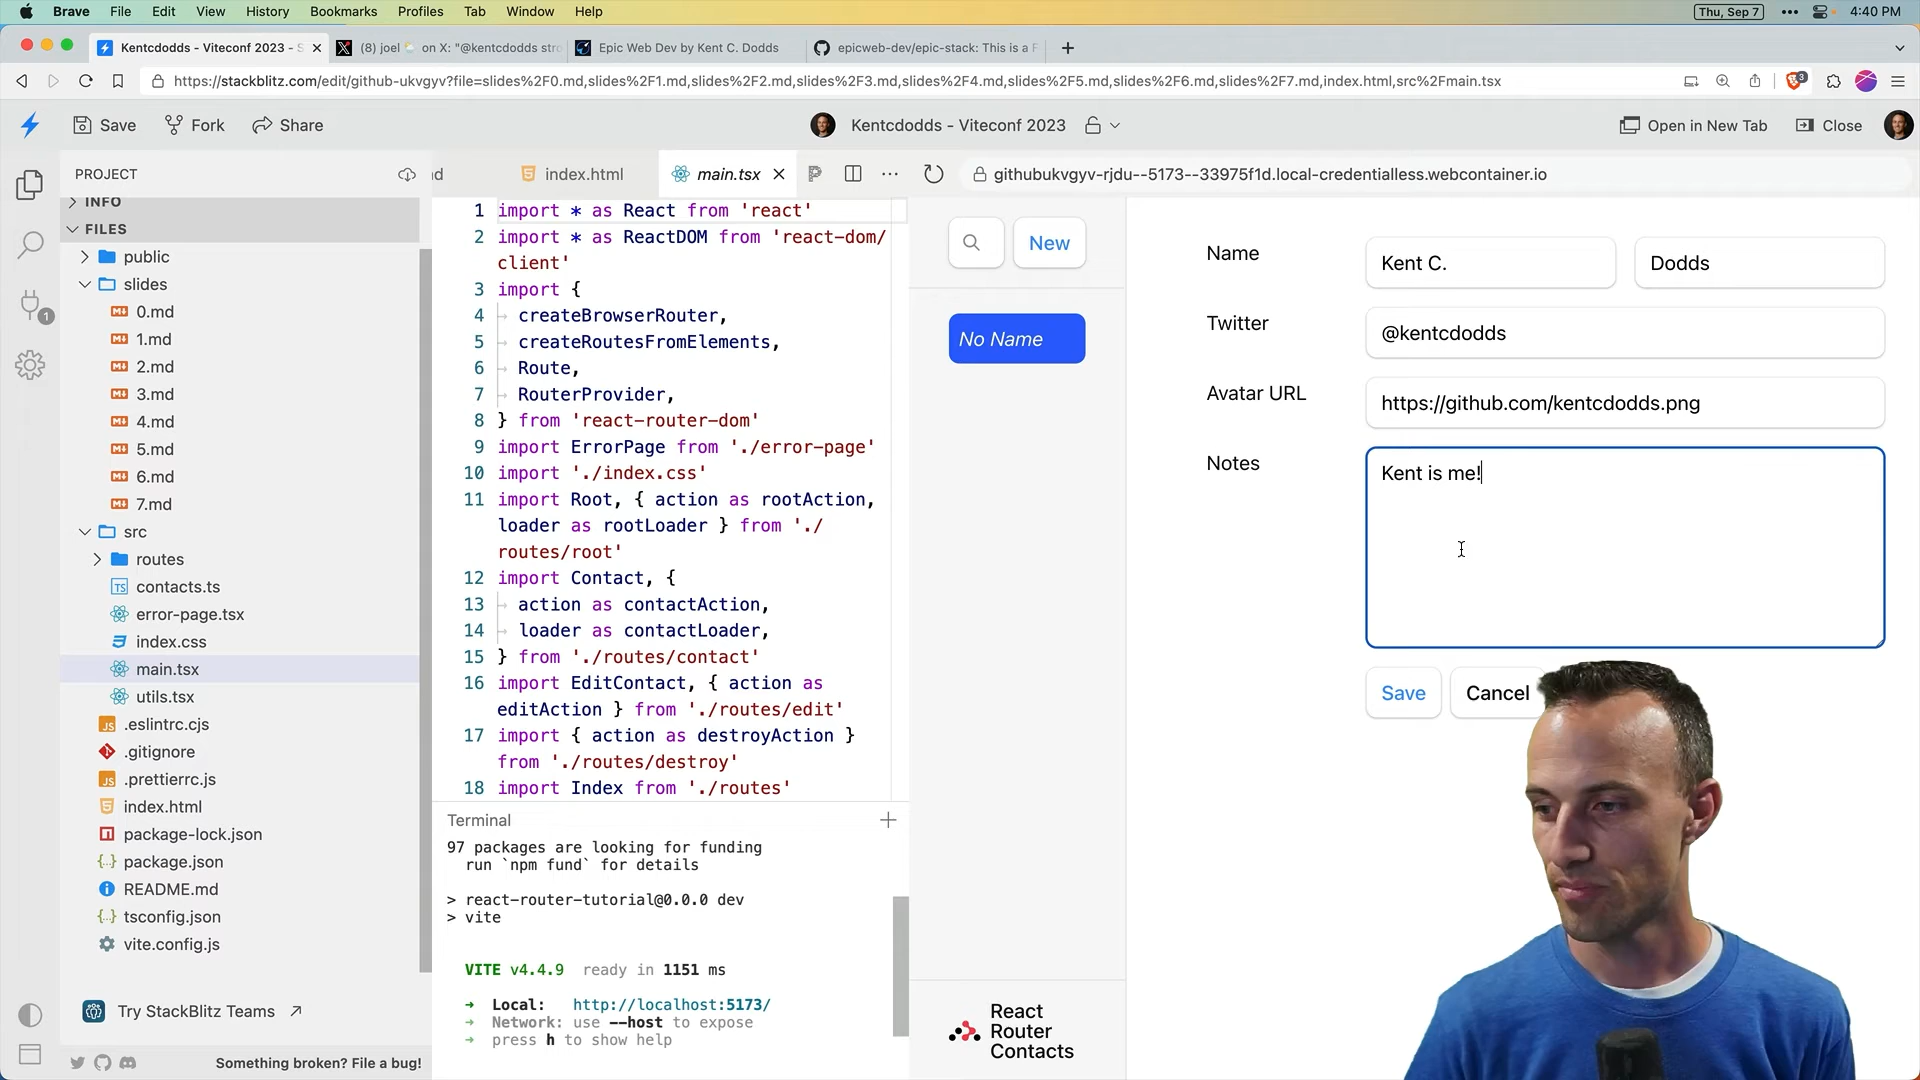 Brave File Edit View History Bookmarks Profiles Tab Window Help Thu, Sep 7 4:40 PM
Kentcdodds - Viteconf 2023 - S (8) joel on X: "@kentcdodds stro Epic Web Dev by Kent C. Dodds epicweb-dev/epic-stack: This is a F
https://stackblitz.com/edit/github-ukvgyv?file=slides%2F0.md,slides%2F1.md,slides%2F2.md,slides%2F3.md,slides%2F4.md,slides%2F5.md,slides%2F6.md,slides%2F7.md,index.html,src%2Fmain.tsx 3
Save Fork Share Kentcdodds - Viteconf 2023 Open in New Tab Close
PROJECT
INFO
FILES
public
slides
0.md
1.md
2.md
3.md
4.md
5.md
6.md
7.md
src
routes
contacts.ts
error-page.tsx
index.css
main.tsx
utils.tsx
.eslintrc.cjs
.gitignore
.prettierrc.js
index.html
package-lock.json
package.json
README.md
tsconfig.json
vite.config.js
Try StackBlitz Teams
Something broken? File a bug!
1
nd index.html main.tsx
1 import * as React from 'react'
2 import * as ReactDOM from 'react-dom/
client'
3 import {
4 createBrowserRouter,
5 createRoutesFromElements,
6 Route,
7 RouterProvider,
8 } from 'react-router-dom'
9 import ErrorPage from './error-page'
10 import './index.css'
11 import Root, { action as rootAction,
loader as rootLoader } from './
routes/root'
12 import Contact, {
13 action as contactAction,
14 loader as contactLoader,
15 } from './routes/contact'
16 import EditContact, { action as
editAction } from './routes/edit'
17 import { action as destroyAction }
from './routes/destroy'
18 import Index from './routes'
Terminal
97 packages are looking for funding
run `npm fund` for details
> react-router-tutorial@0.0.0 dev
> vite
VITE v4.4.9 ready in 1151 ms
➜ Local: http://localhost:5173/
➜ Network: use --host to expose
➜ press h to show help
githubukvgyv-rjdu--5173--33975f1d.local-credentialless.webcontainer.io
New
No Name
React
Router
Contacts
Name Kent C. Dodds
Twitter @kentcdodds
Avatar URL https://github.com/kentcdodds.png
Notes Kent is me!
Save Cancel